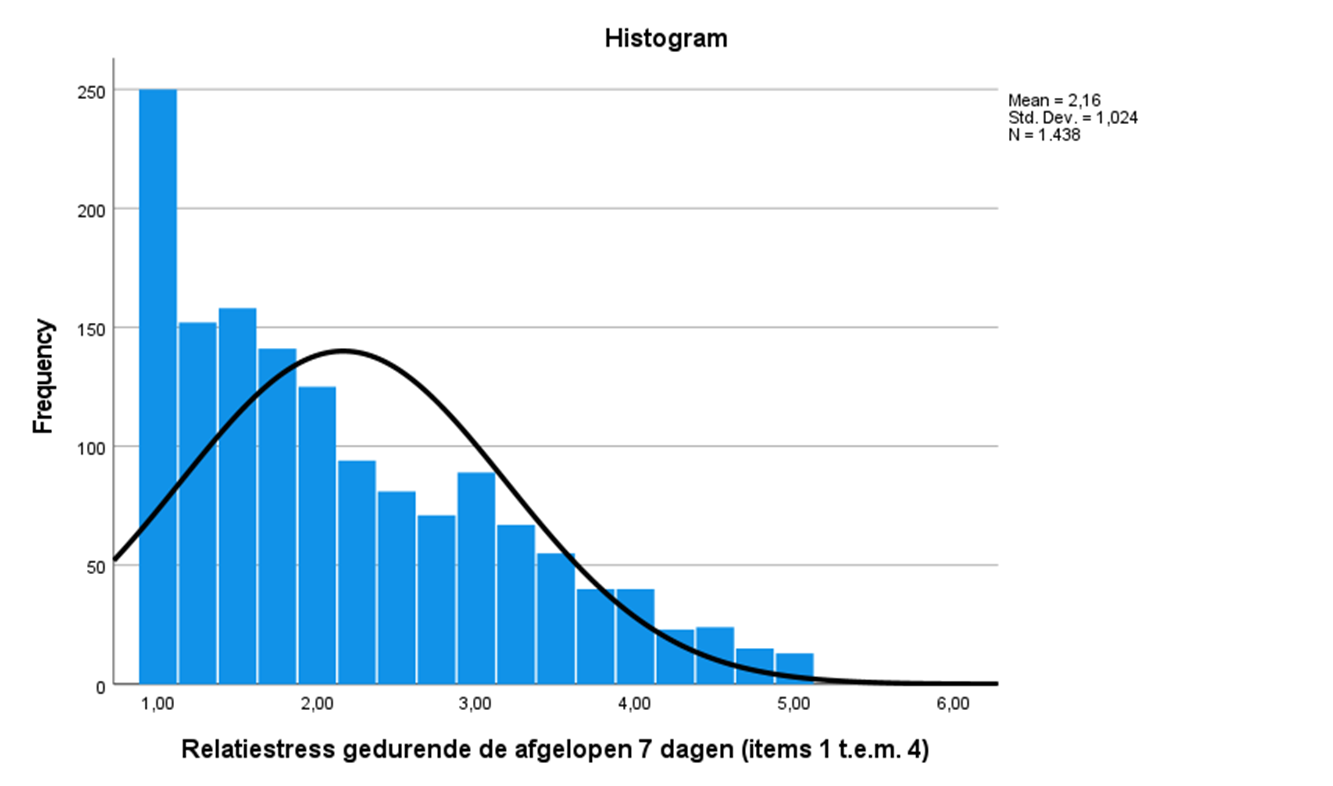 Histogram
Mean = 2,16
Std. Dev. = 1,024
N = 1.438
Frequency
250
200
150
100
50
0
1,00 2,00 3,00 4,00 5,00 6,00
Relatiestress gedurende de afgelopen 7 dagen (items 1 t.e.m. 4)